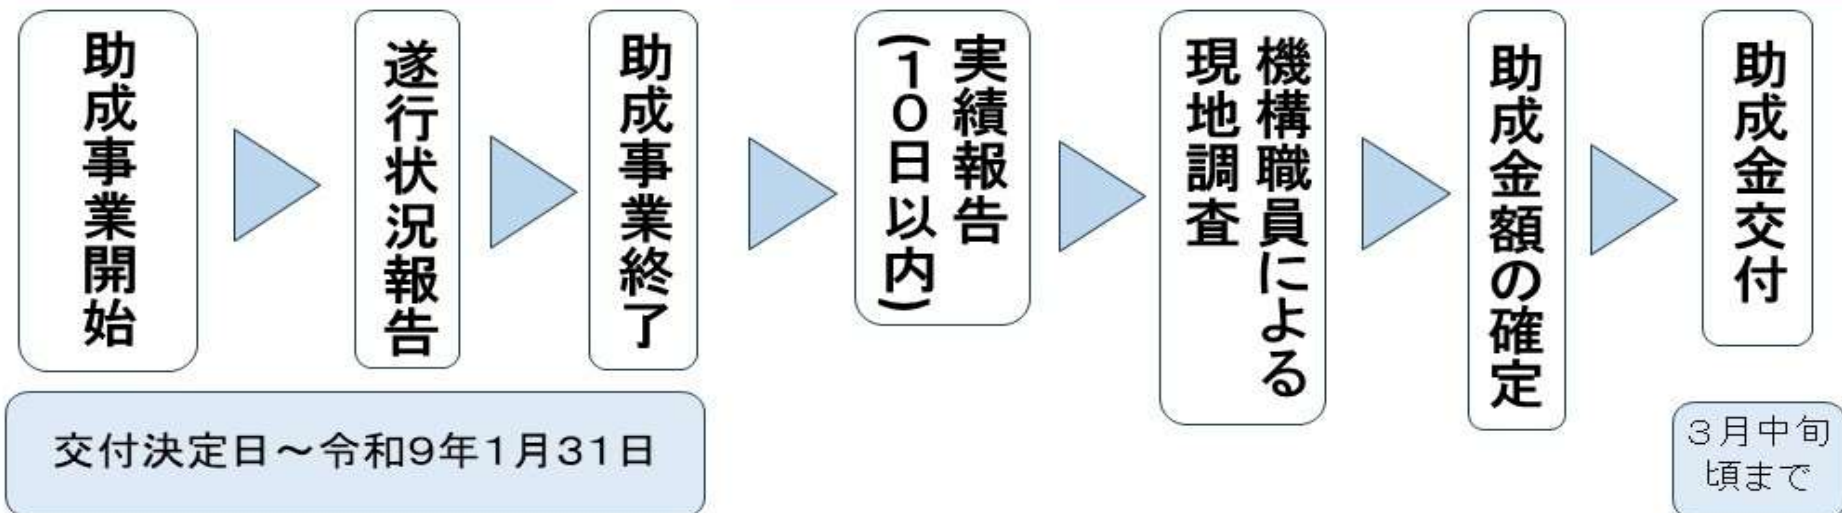 助成事業開始
遂行状況報告
助成事業終了
実績報告
（１０日以内）
機構職員による
現地調査
助成金額の確定
助成金交付
交付決定日～令和９年１月３１日
３月中旬
頃まで